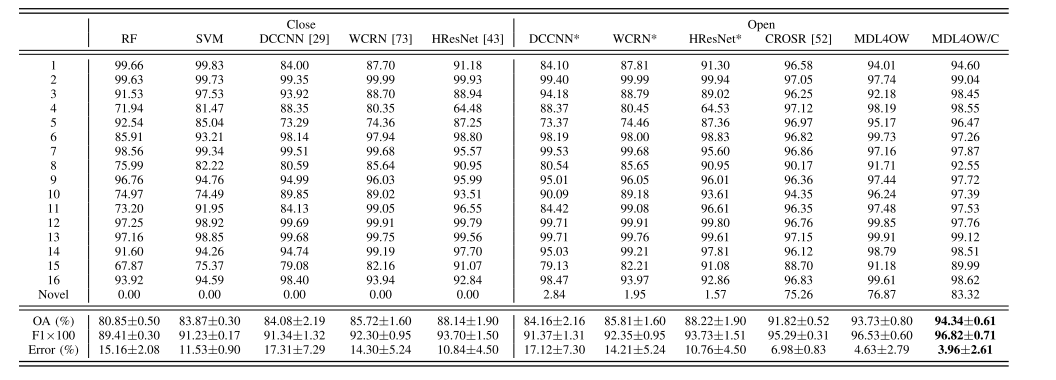 Close Open
RF SVM DCCNN [29] WCRN [73] HResNet [43] DCCNN* WCRN* HResNet* CROSR [52] MDL4OW MDL4OW/C
1 99.66 99.83 84.00 87.70 91.18 84.10 87.81 91.30 96.58 94.01 94.60
2 99.63 99.73 99.35 99.99 99.93 99.40 99.99 99.94 97.05 97.74 99.04
3 91.53 97.53 93.92 88.70 88.94 94.18 88.79 89.02 96.25 92.18 98.45
4 71.94 81.47 88.35 80.35 64.48 88.37 80.45 64.53 97.12 98.19 98.55
5 92.54 85.04 73.29 74.36 87.25 73.37 74.46 87.36 96.97 95.17 96.47
6 85.91 93.21 98.14 97.94 98.80 98.19 98.00 98.83 96.82 99.73 97.26
7 98.56 99.34 99.51 99.68 95.57 99.53 99.68 95.60 96.86 97.16 97.87
8 75.99 82.22 80.59 85.64 90.95 80.54 85.65 90.95 90.17 91.71 92.55
9 96.76 94.76 94.99 96.03 95.99 95.01 96.05 96.01 96.36 97.44 97.72
10 74.97 74.49 89.85 89.02 93.51 90.09 89.18 93.61 94.35 96.24 97.39
11 73.20 91.95 84.13 99.05 96.55 84.42 99.08 96.61 96.35 97.48 97.53
12 97.25 98.92 99.69 99.91 99.79 99.71 99.91 99.80 96.76 99.85 97.76
13 97.16 98.85 99.68 99.75 99.56 99.71 99.76 99.61 97.15 99.91 99.12
14 91.60 94.26 94.74 99.19 97.70 95.03 99.21 97.81 96.12 98.79 98.51
15 67.87 75.37 79.08 82.16 91.07 79.13 82.21 91.08 88.70 91.18 89.99
16 93.92 94.59 98.40 93.94 92.84 98.47 93.97 92.86 96.83 99.61 98.62
Novel 0.00 0.00 0.00 0.00 0.00 2.84 1.95 1.57 75.26 76.87 83.32
OA (%) 80.85±0.50 83.87±0.30 84.08±2.19 85.72±1.60 88.14±1.90 84.16±2.16 85.81±1.60 88.22±1.90 91.82±0.52 93.73±0.80 94.34±0.61
F1×100 89.41±0.30 91.23±0.17 91.34±1.32 92.30±0.95 93.70±1.50 91.37±1.31 92.35±0.95 93.73±1.51 95.29±0.31 96.53±0.60 96.82±0.71
Error (%) 15.16±2.08 11.53±0.90 17.31±7.29 14.30±5.24 10.84±4.50 17.12±7.30 14.21±5.24 10.76±4.50 6.98±0.83 4.63±2.79 3.96±2.61